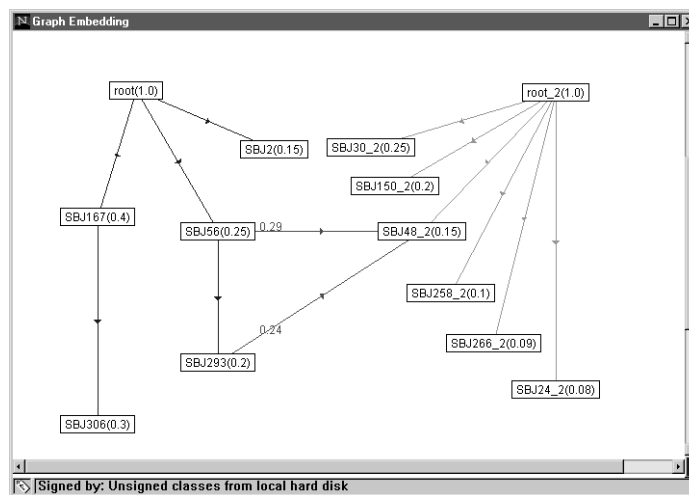 Graph Embedding
root(1.0)
root_2(1.0)
SBJ2(0.15)
SBJ30_2(0.25)
SBJ150_2(0.2)
SBJ167(0.4)
SBJ56(0.25)
0.29
SBJ48_2(0.15)
SBJ258_2(0.1)
0.24
SBJ266_2(0.09)
SBJ293(0.2)
SBJ24_2(0.08)
SBJ306(0.3)
Signed by: Unsigned classes from local hard disk